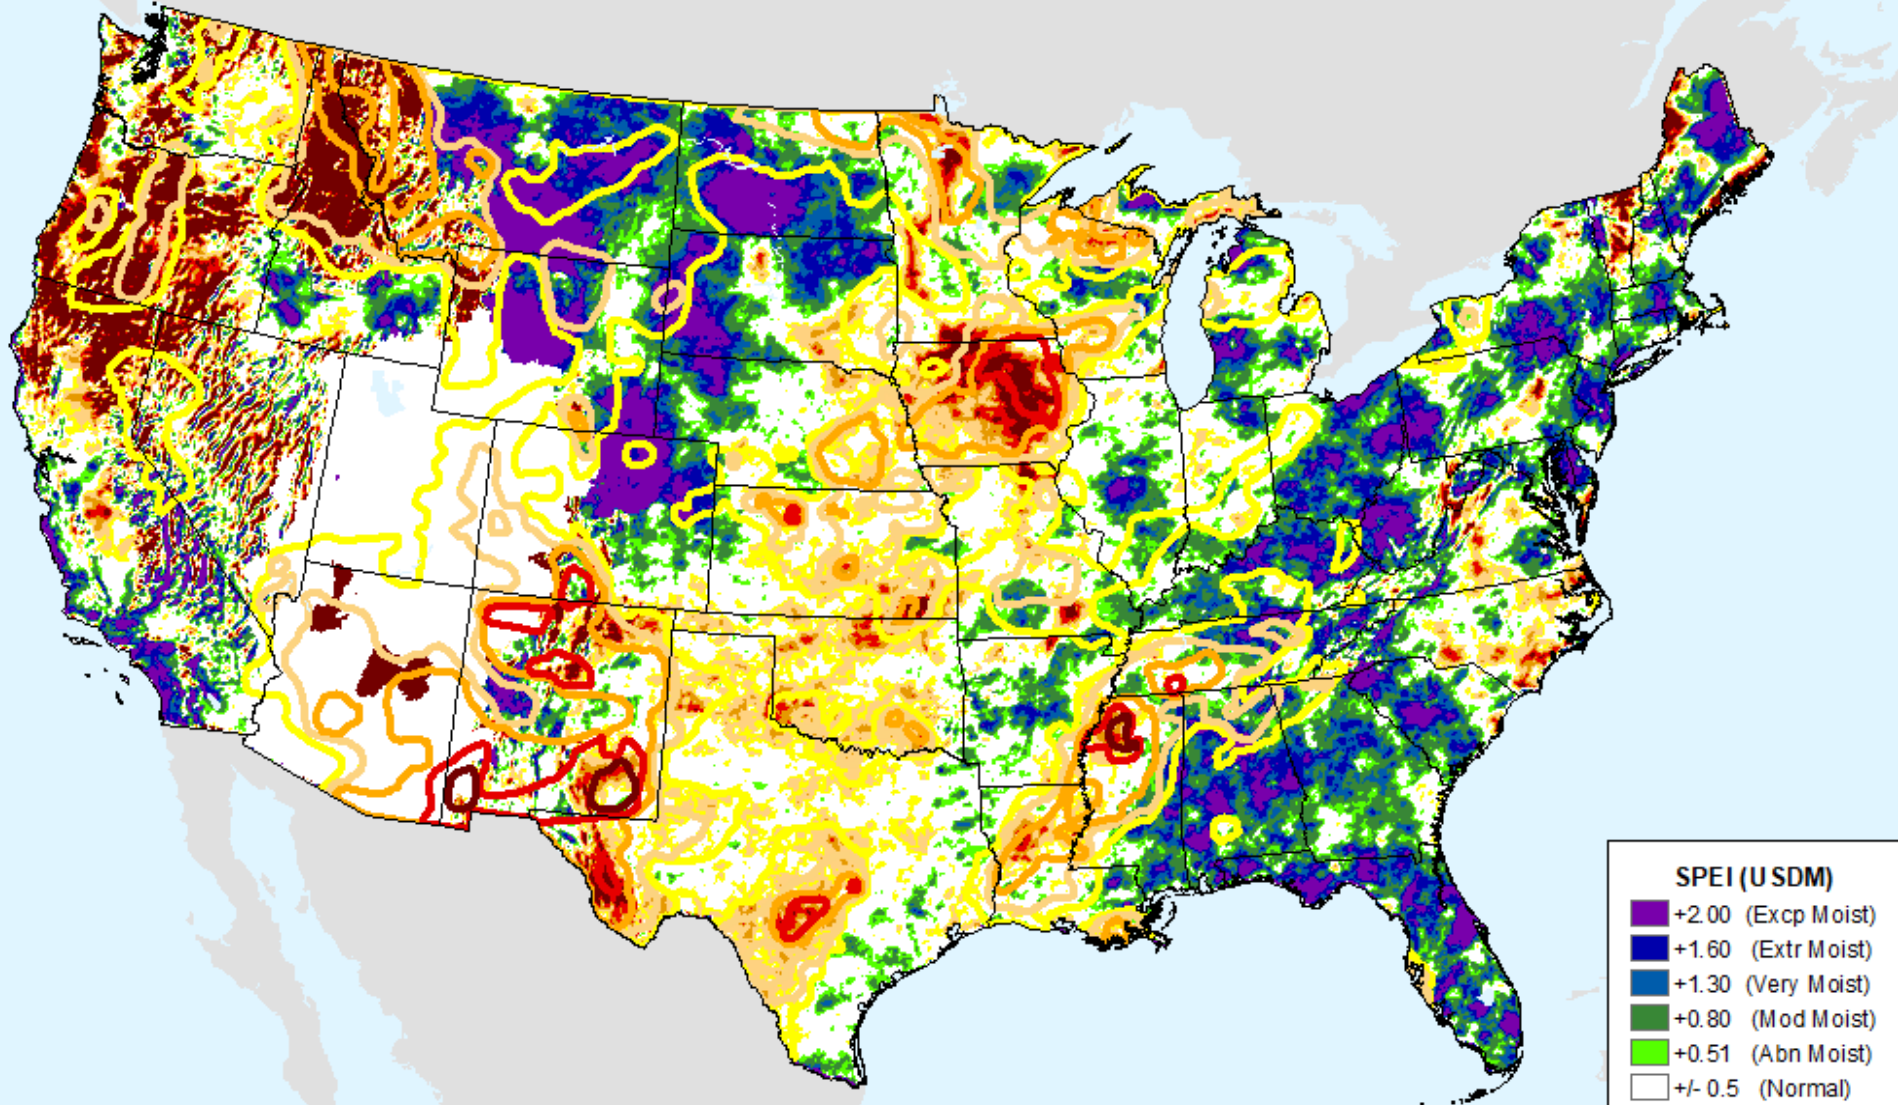 SPEI (USDM)
+2.00 (Excp Moist)
+1.60 (Extr Moist)
+1.30 (Very Moist)
+0.80 (Mod Moist)
+0.51 (Abn Moist)
+/- 0.5 (Normal)